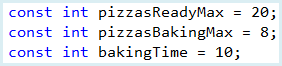 const int pizzasReadyMax = 20;
const int pizzasBakingMax = 8;
const int bakingTime = 10;